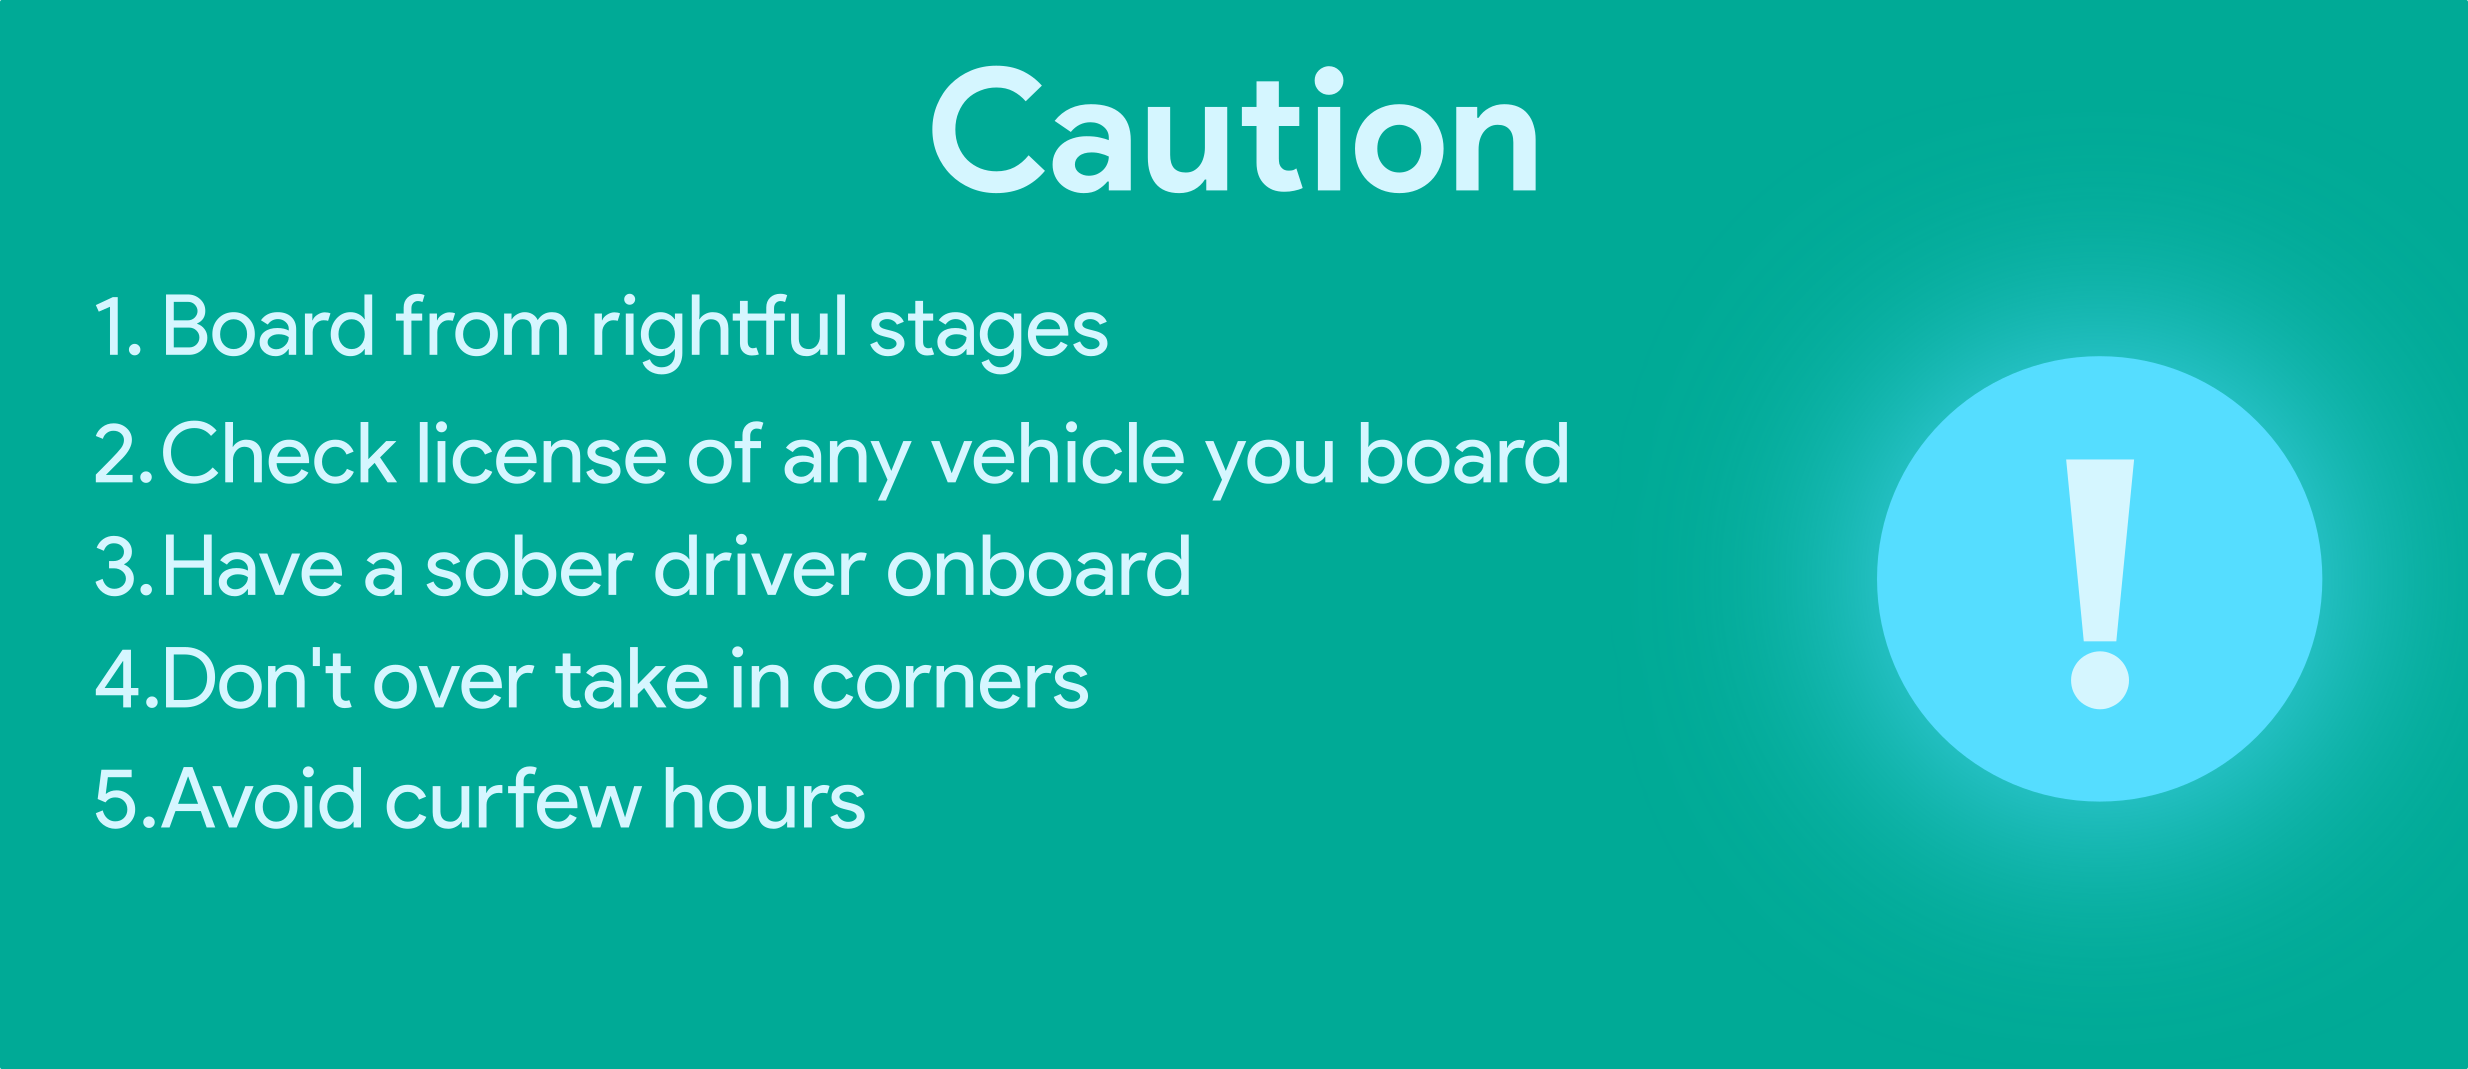 Caution
1. Board from rightful stages
2.Check license of any vehicle you board
3.Have a sober driver onboard
4.Don't over take in corners
5.Avoid curfew hours
!